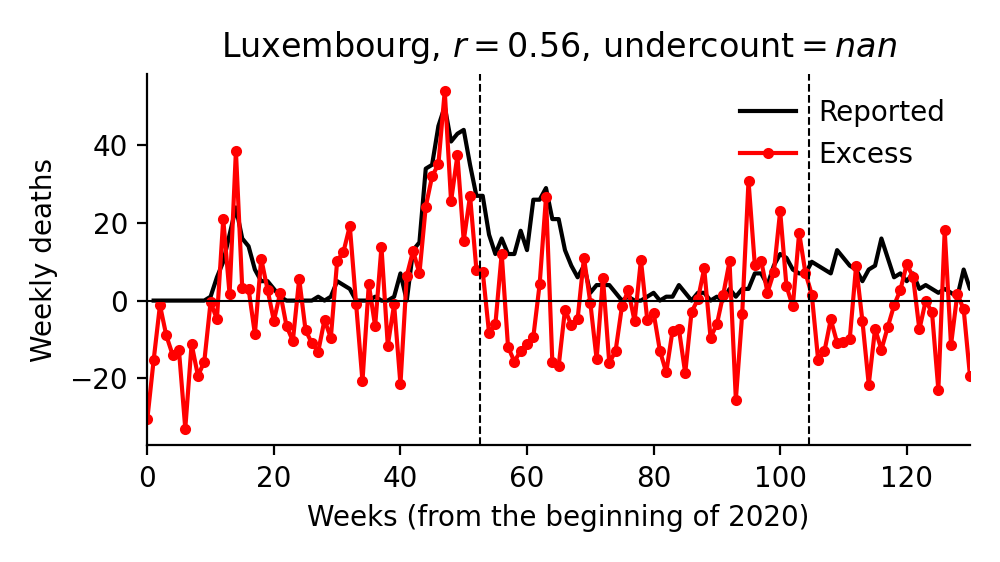 Luxembourg, r = 0.56, undercount = nan
Reported
Excess
Weekly deaths
40
20
0
−20
0 20 40 60 80 100 120
Weeks (from the beginning of 2020)